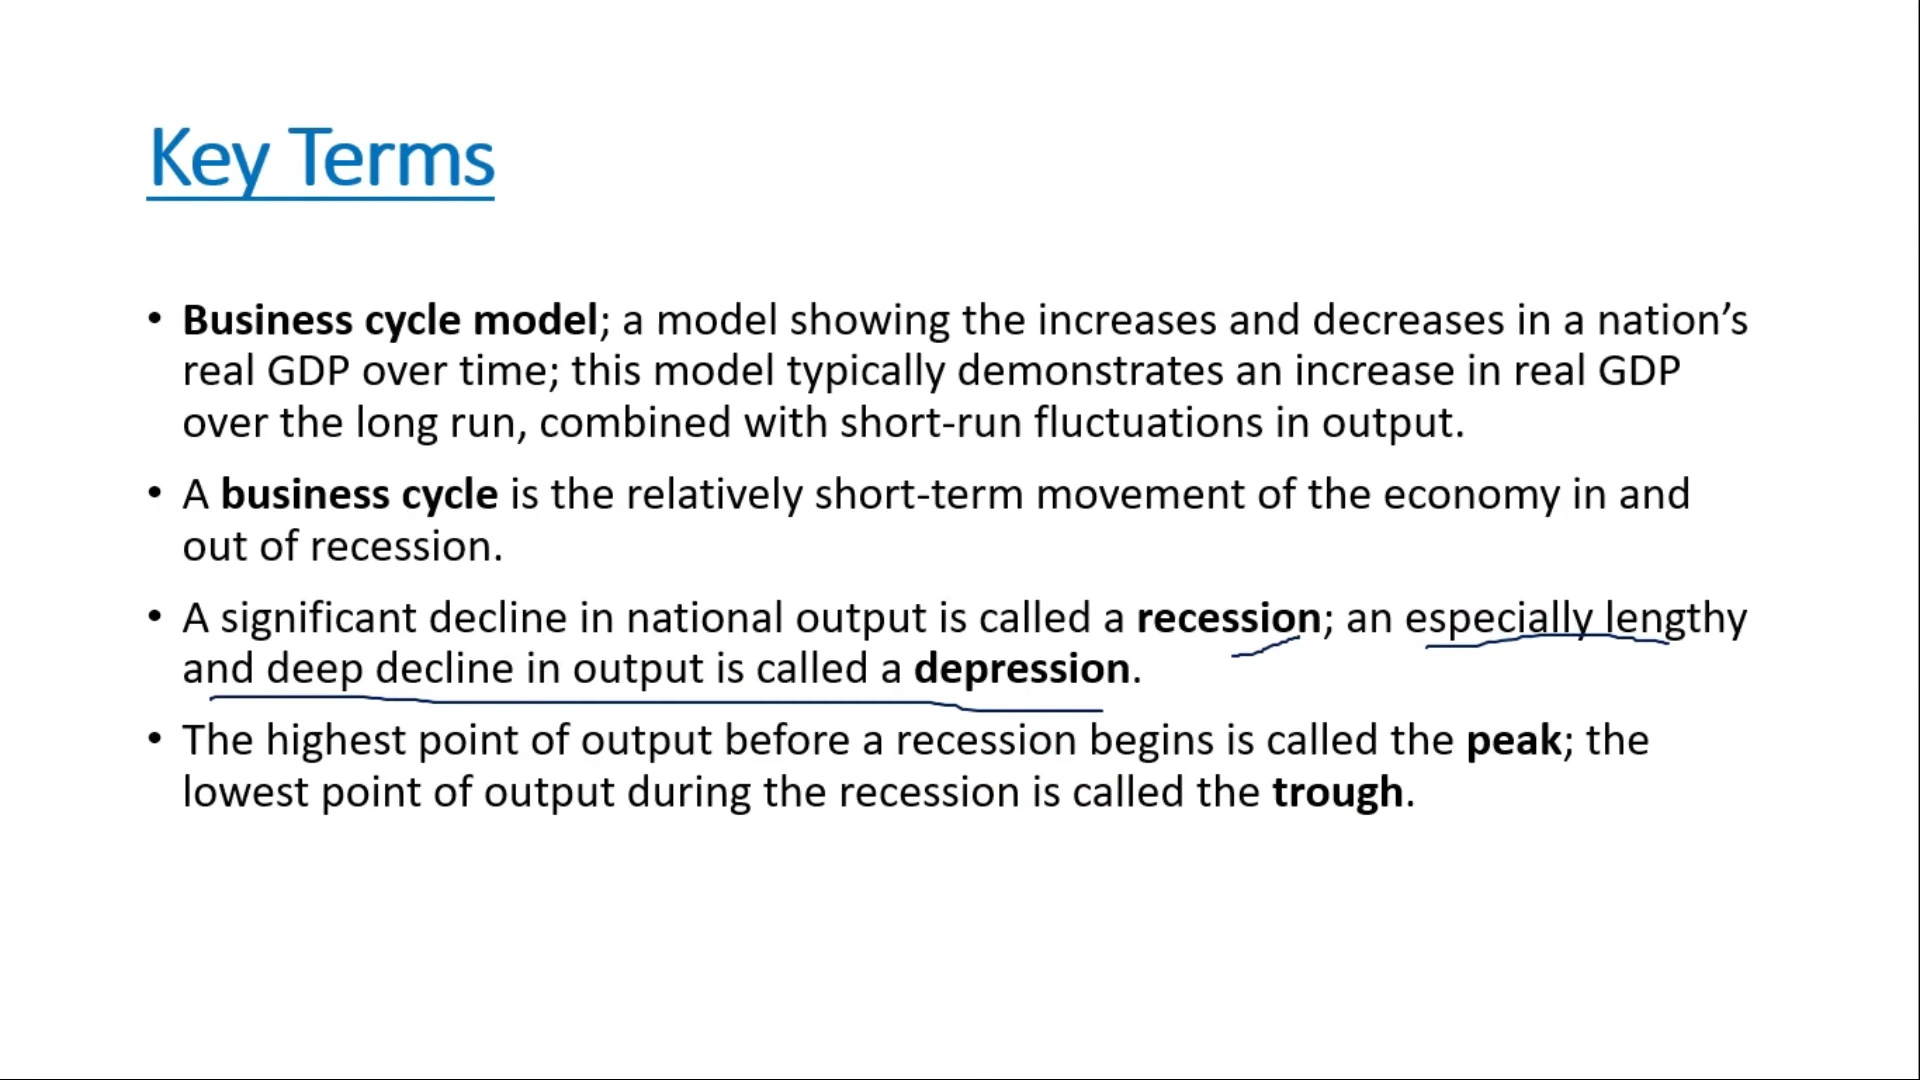 Key Terms
• Business cycle model; a model showing the increases and decreases in a nation’s
real GDP over time; this model typically demonstrates an increase in real GDP
over the long run, combined with short-run fluctuations in output.
• A business cycle is the relatively short-term movement of the economy in and
out of recession.
• A significant decline in national output is called a recession; an especially lengthy
and deep decline in output is called a depression.
• The highest point of output before a recession begins is called the peak; the
lowest point of output during the recession is called the trough.